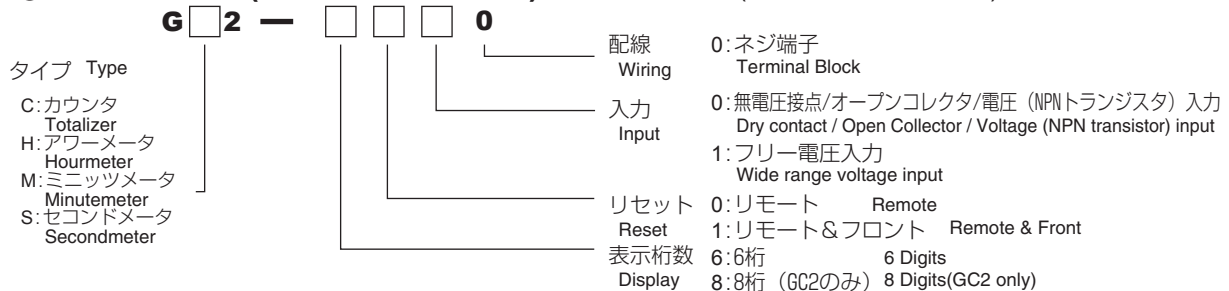 G□2 — □□□0
タイプ Type
C:カウンタ
Totalizer
H:アワーメータ
Hourmeter
M:ミニッツメータ
Minutemeter
S:セコンドメータ
Secondmeter
配線 0:ネジ端子
Wiring Terminal Block
入力 0:無電圧接点/オープンコレクタ/電圧（NPNトランジスタ）入力
Input Dry contact / Open Collector / Voltage (NPN transistor) input
1:フリー電圧入力
Wide range voltage input
リセット 0:リモート Remote
Reset 1:リモート＆フロント Remote & Front
表示桁数 6:6桁 6 Digits
Display 8:8桁（GC2のみ） 8 Digits(GC2 only)